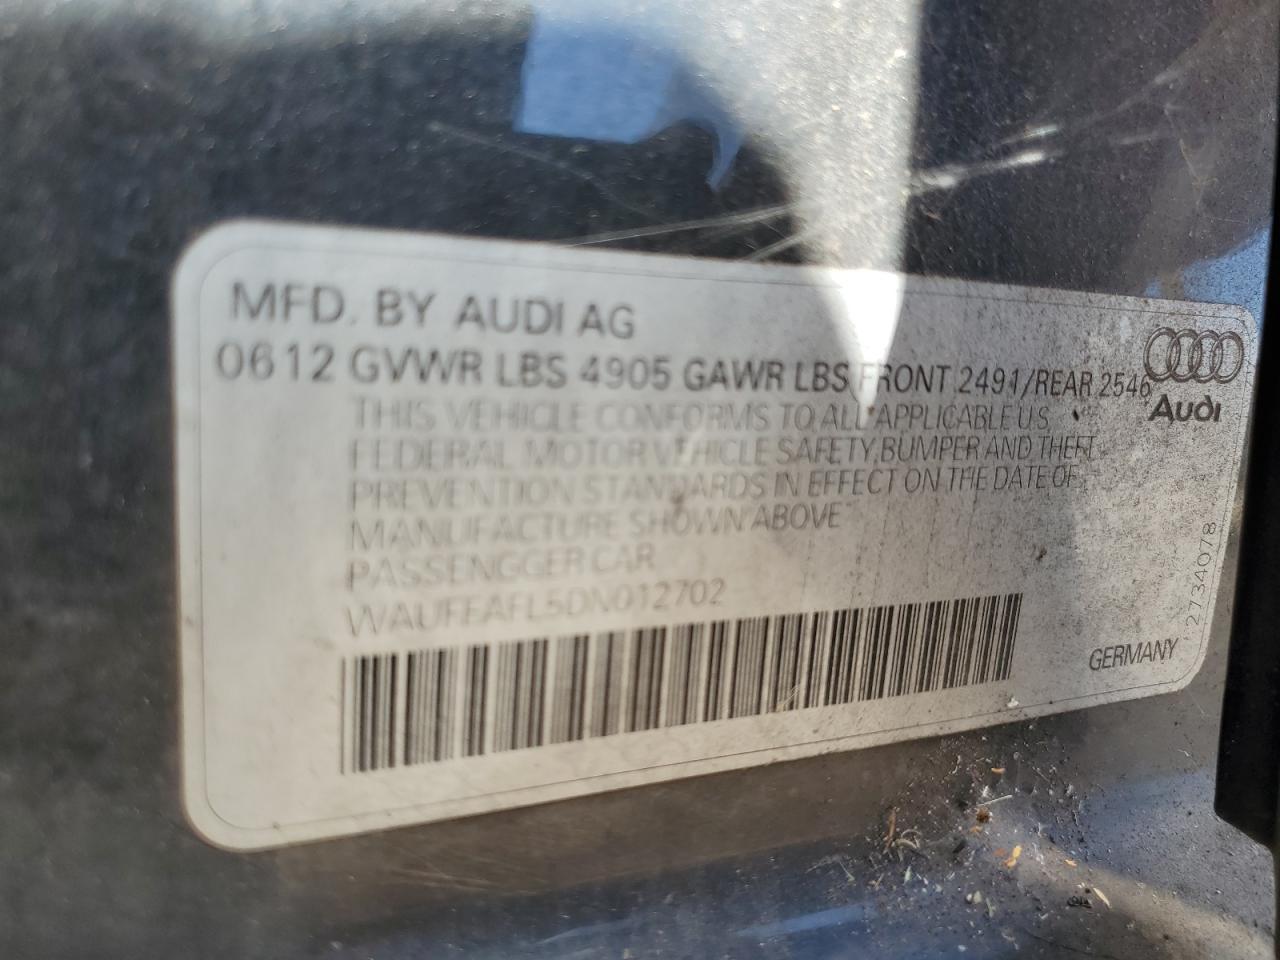 MFD. BY AUDI AG
0612 GVWR LBS 4905 GAWR LBS FRONT 2491/REAR 2546
Audi
THIS VEHICLE CONFORMS TO ALL APPLICABLE U.S.
FEDERAL MOTOR VEHICLE SAFETY, BUMPER AND THEFT
PREVENTION STANDARDS IN EFFECT ON THE DATE OF
MANUFACTURE SHOWN ABOVE
PASSENGGER CAR
WAUFEAFL5DN012702
GERMANY
2734078